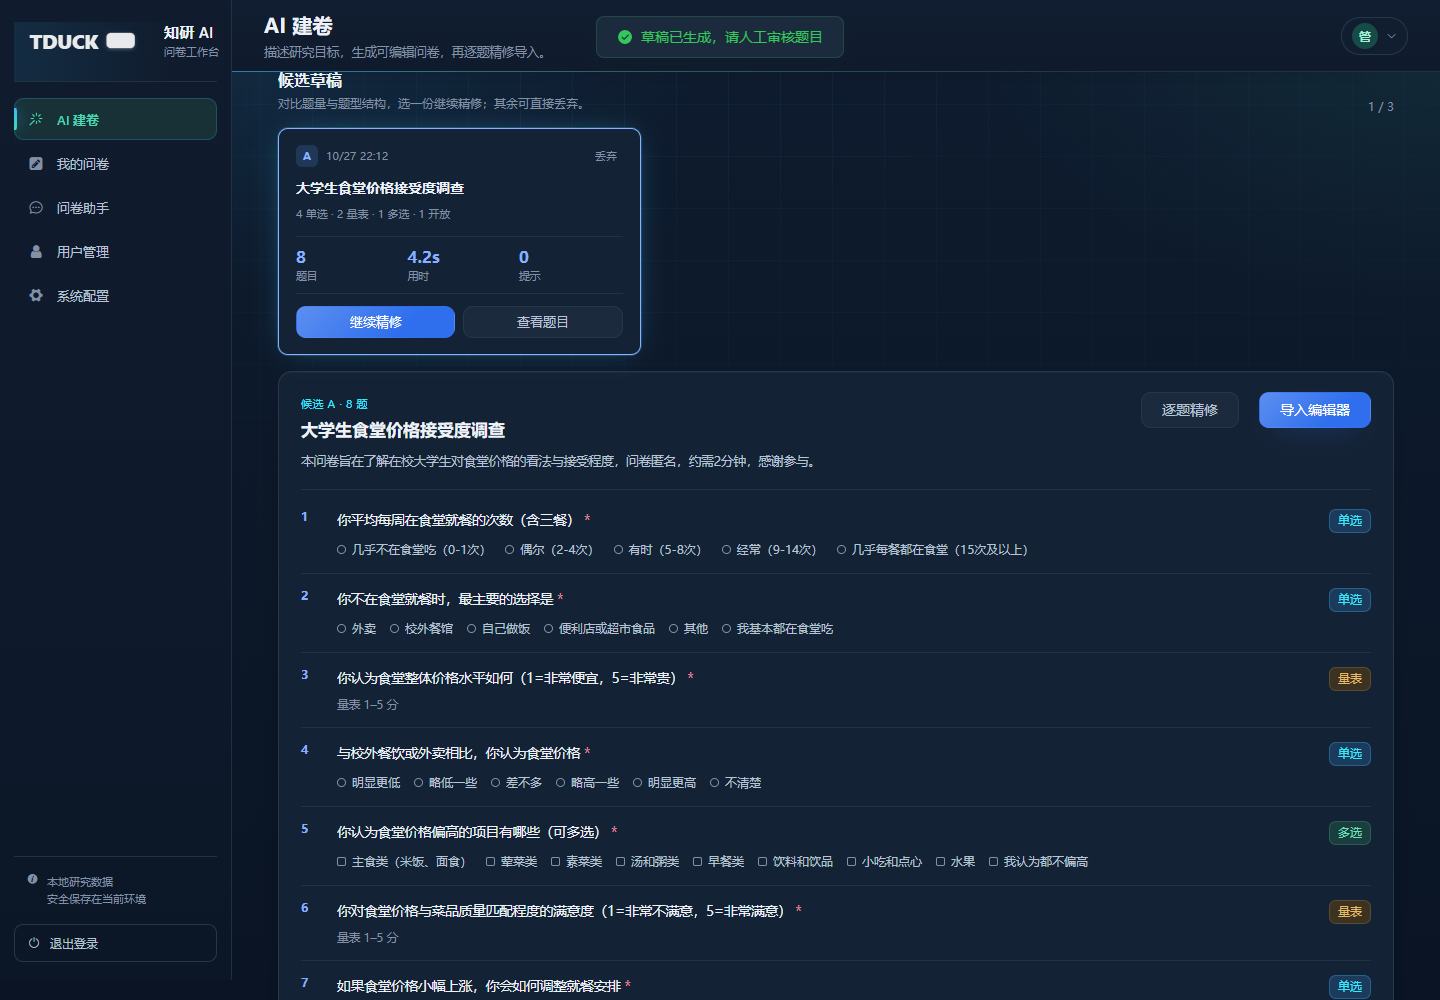 TDUCK
知研 AI
问卷工作台
AI 建卷
我的问卷
问卷助手
用户管理
系统配置
本地研究数据
安全保存在当前环境
退出登录
AI 建卷
描述研究目标，生成可编辑问卷，再逐题精修导入。
草稿已生成，请人工审核题目
管
候选草稿
对比题量与题型结构，选一份继续精修；其余可直接丢弃。
1 / 3
A 10/27 22:12 丢弃
大学生食堂价格接受度调查
4 单选 · 2 量表 · 1 多选 · 1 开放
8 4.2s 0
题目 用时 提示
继续精修 查看题目
候选 A · 8 题
大学生食堂价格接受度调查
本问卷旨在了解在校大学生对食堂价格的看法与接受程度，问卷匿名，约需2分钟，感谢参与。
逐题精修 导入编辑器
1 你平均每周在食堂就餐的次数（含三餐） * 单选
几乎不在食堂吃（0-1次） 偶尔（2-4次） 有时（5-8次） 经常（9-14次） 几乎每餐都在食堂（15次及以上）
2 你不在食堂就餐时，最主要的选择是 * 单选
外卖 校外餐馆 自己做饭 便利店或超市食品 其他 我基本都在食堂吃
3 你认为食堂整体价格水平如何（1=非常便宜，5=非常贵） * 量表
量表 1–5 分
4 与校外餐饮或外卖相比，你认为食堂价格 * 单选
明显更低 略低一些 差不多 略高一些 明显更高 不清楚
5 你认为食堂价格偏高的项目有哪些（可多选） * 多选
主食类（米饭、面食） 荤菜类 素菜类 汤和粥类 早餐类 饮料和饮品 小吃和点心 水果 我认为都不偏高
6 你对食堂价格与菜品质量匹配程度的满意度（1=非常不满意，5=非常满意） * 量表
量表 1–5 分
7 如果食堂价格小幅上涨，你会如何调整就餐安排 * 单选